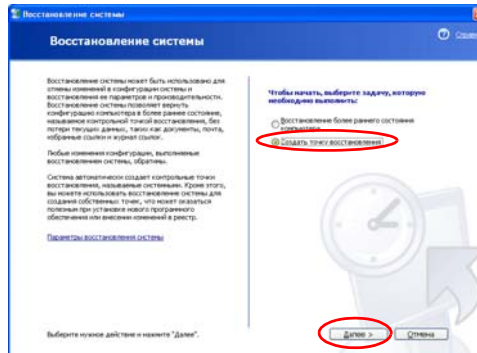 Восстановление системы
Восстановление системы
Справка
Восстановление системы может быть использовано для
отмены изменений в конфигурации системы и
восстановления ее параметров и производительности.
Восстановление системы позволяет вернуть
конфигурацию компьютера в более раннее состояние,
называемое контрольной точкой восстановления, без
потери текущих данных, таких как документы, почта,
избранные ссылки и журнал ссылок.
Любые изменения конфигурации, выполняемые
восстановлением системы, обратимы.
Система автоматически создает контрольные точки
восстановления, называемые системными. Кроме этого,
вы можете использовать восстановление системы для
создания собственных точек, что может оказаться
полезным при установке нового программного
обеспечения или внесении изменений в реестр.
Параметры восстановления системы
Чтобы начать, выберите задачу, которую
необходимо выполнить:
Восстановление более раннего состояния
компьютера
Создать точку восстановления
Выберите нужное действие и нажмите "Далее".
Далее >
Отмена